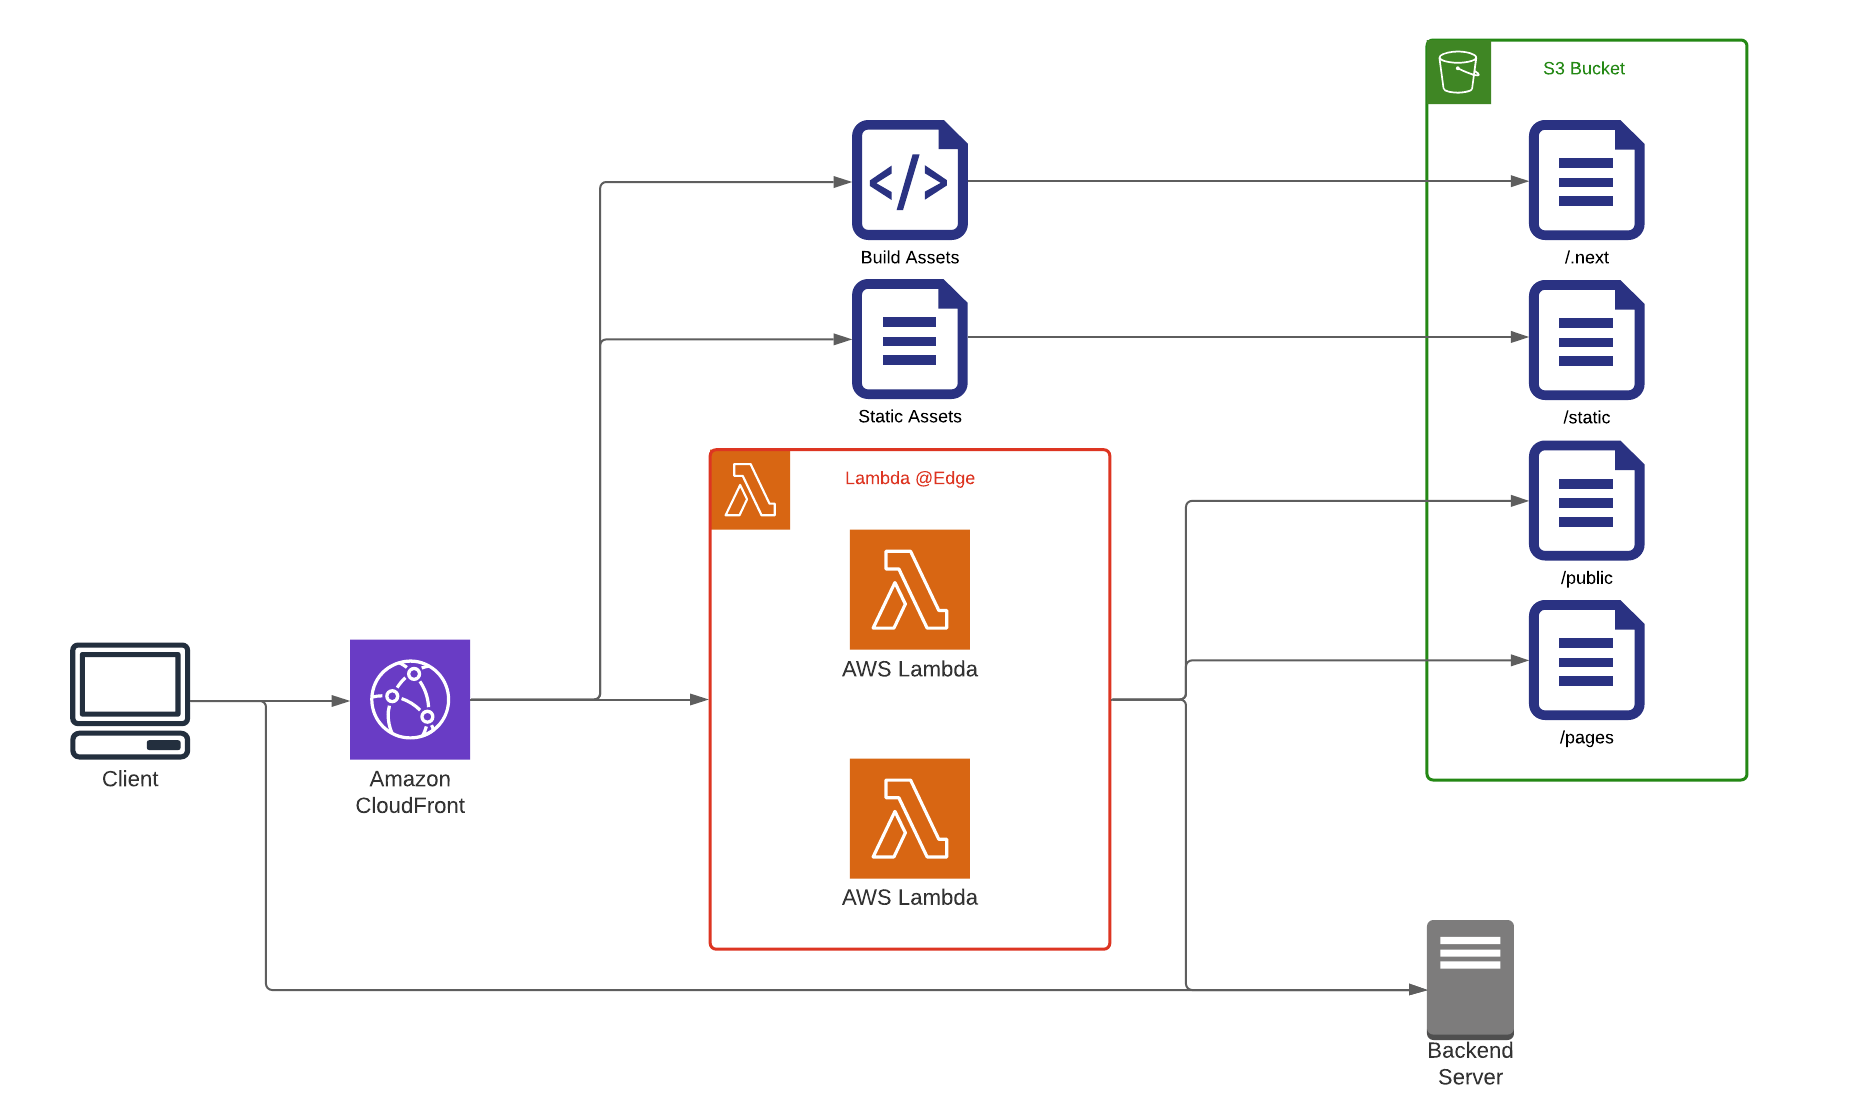 S3 Bucket
</>
Build Assets
/.next
Static Assets
/static
Lambda @Edge
AWS Lambda
/public
/pages
Client
Amazon
CloudFront
AWS Lambda
Backend
Server